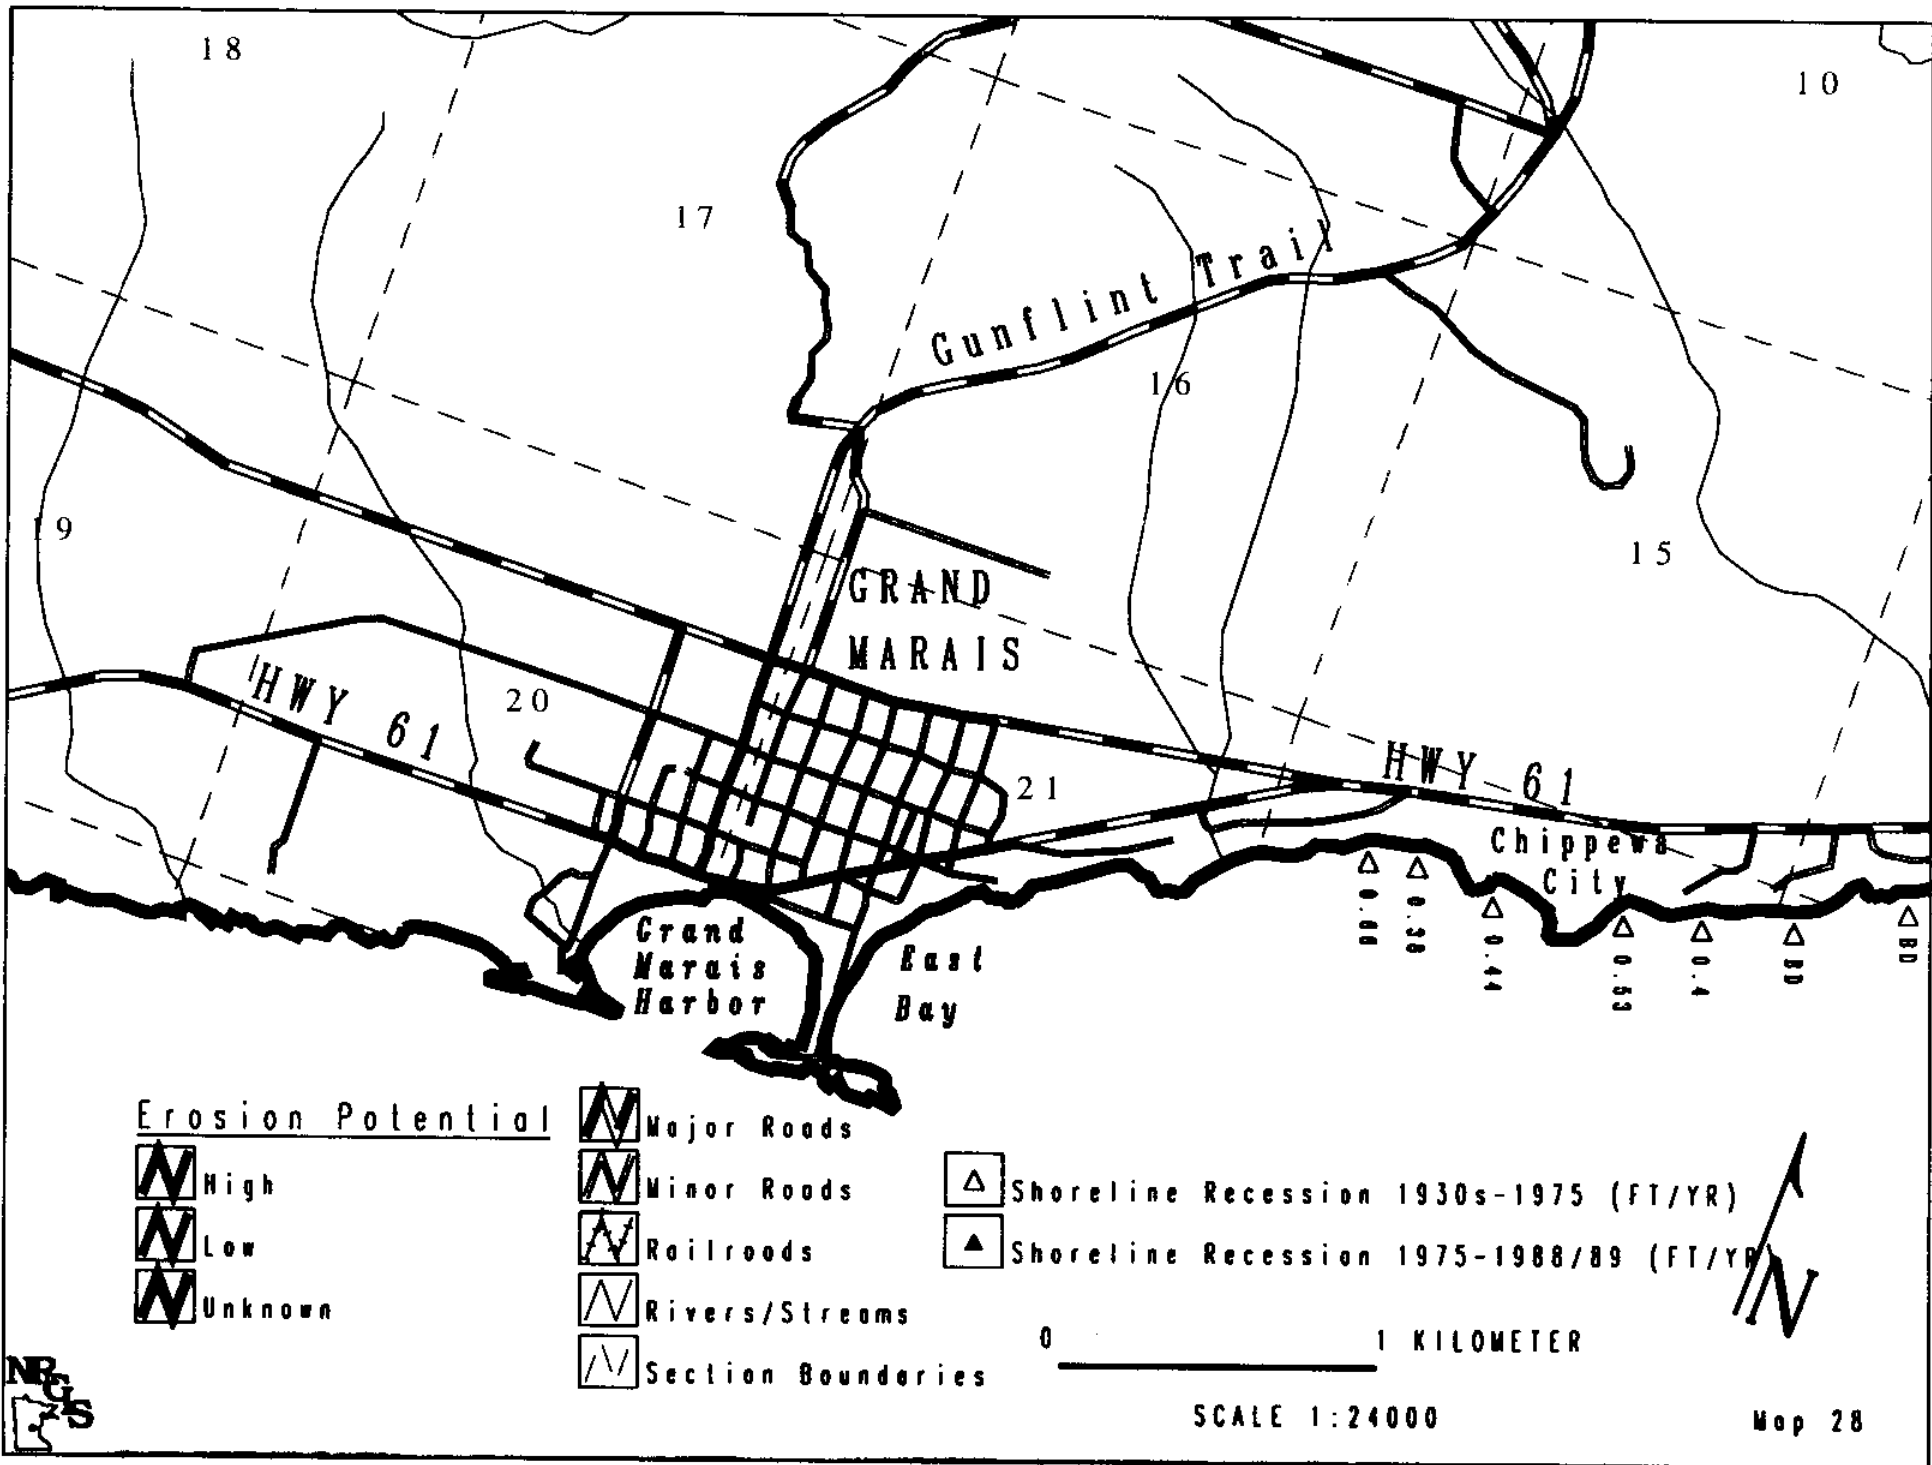 18
10
17
Gunflint Trail
16
19
15
GRAND
MARAIS
HWY 61
20
21
HWY 61
Chippewa
City
Grand
Marais
Harbor
East
Bay
0.38
0.44
0.53
0.4
BD
BD
Erosion Potential
High
Low
Unknown
Major Roads
Minor Roads
Railroads
Rivers/Streams
Section Boundaries
Shoreline Recession 1930s-1975 (FT/YR)
Shoreline Recession 1975-1988/89 (FT/YR)
N
0 1 KILOMETER
SCALE 1:24000
Map 28
NRGIS